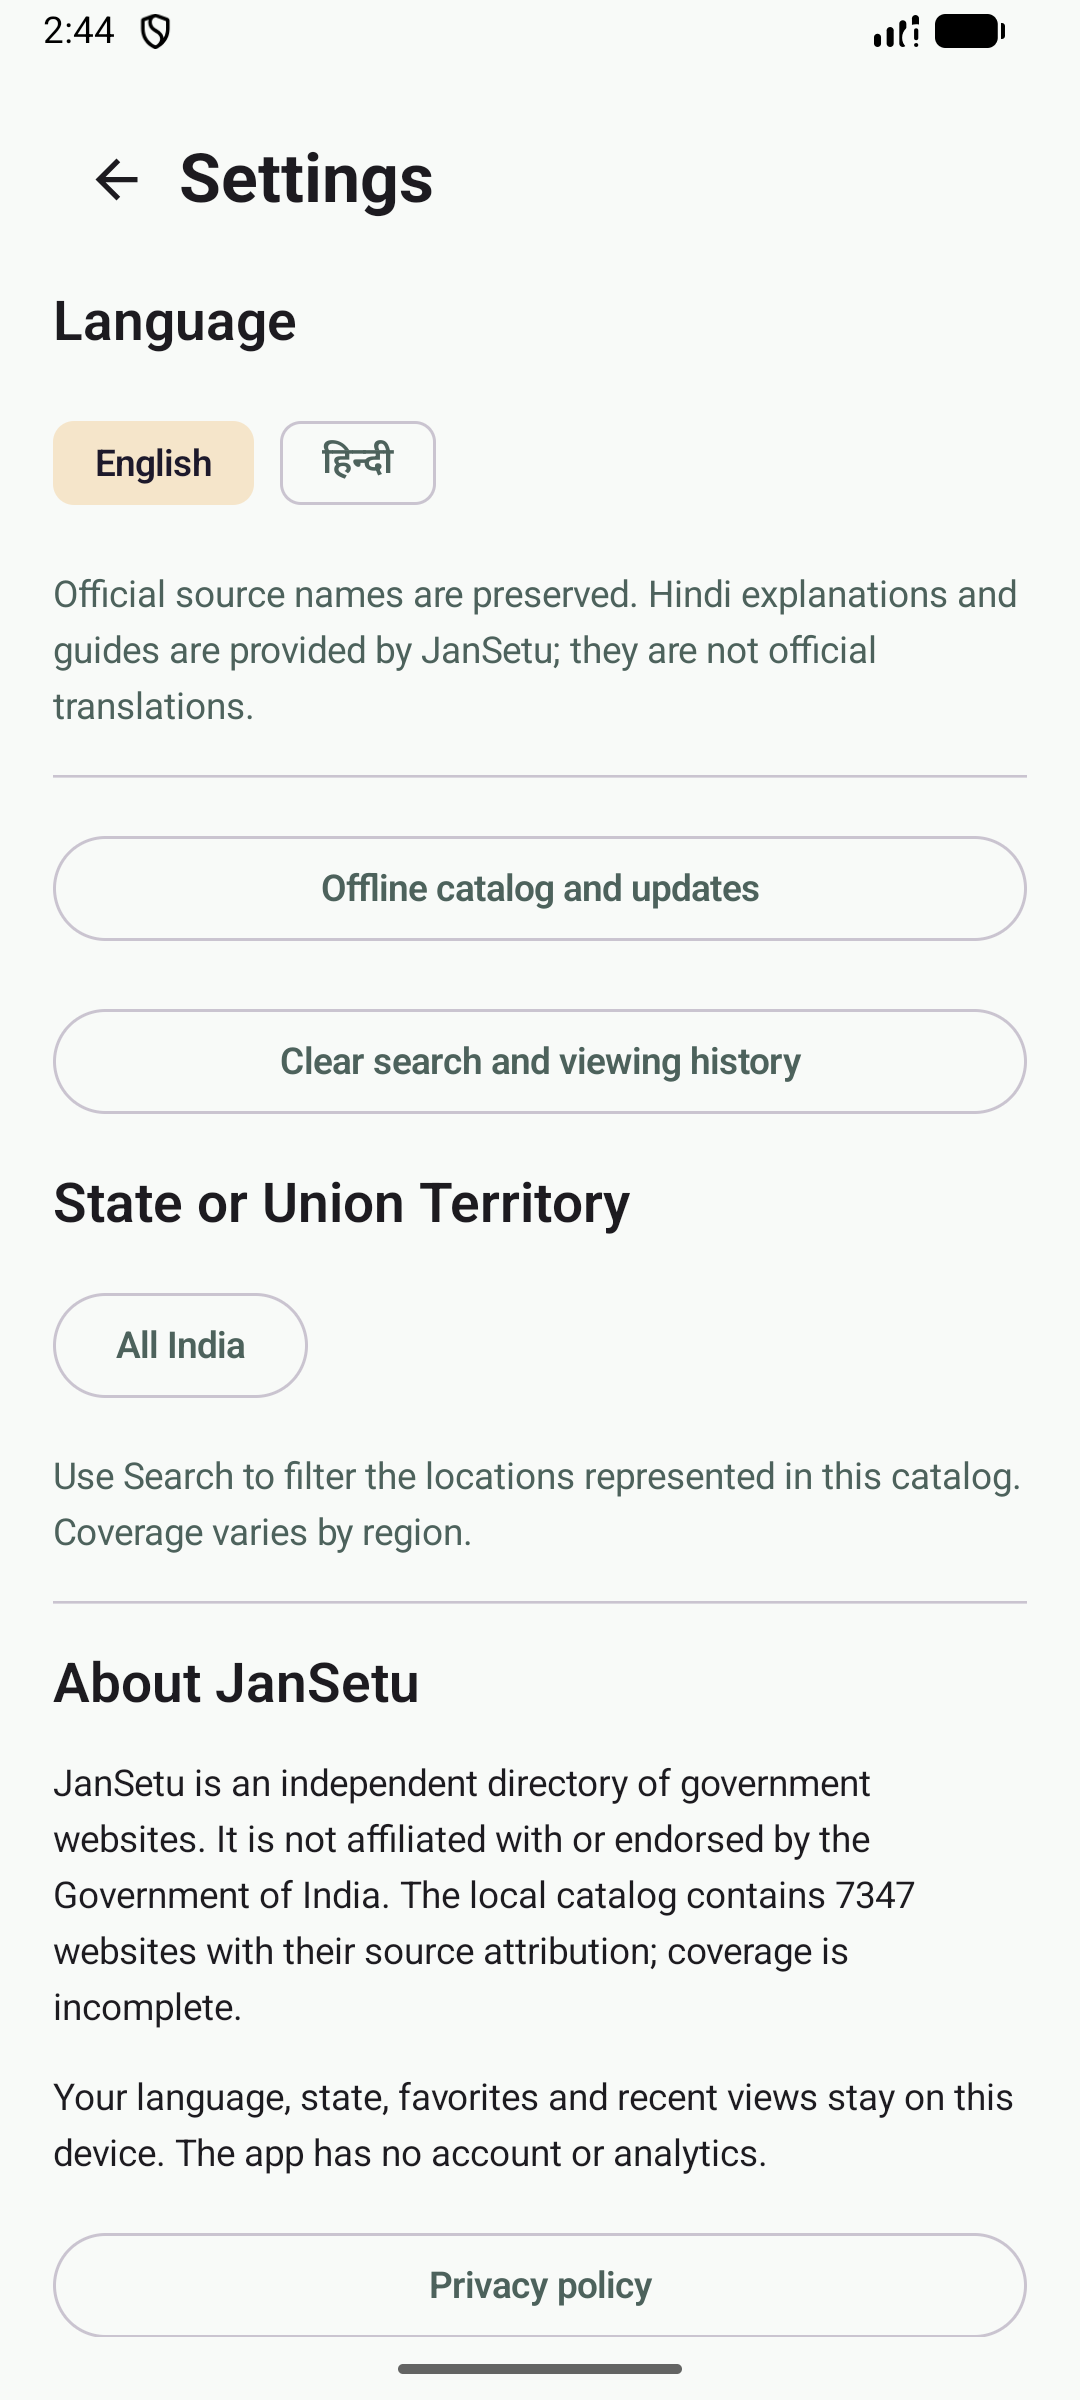 2:44
Settings
Language
English
हिन्दी
Official source names are preserved. Hindi explanations and
guides are provided by JanSetu; they are not official
translations.
Offline catalog and updates
Clear search and viewing history
State or Union Territory
All India
Use Search to filter the locations represented in this catalog.
Coverage varies by region.
About JanSetu
JanSetu is an independent directory of government
websites. It is not affiliated with or endorsed by the
Government of India. The local catalog contains 7347
websites with their source attribution; coverage is
incomplete.
Your language, state, favorites and recent views stay on this
device. The app has no account or analytics.
Privacy policy